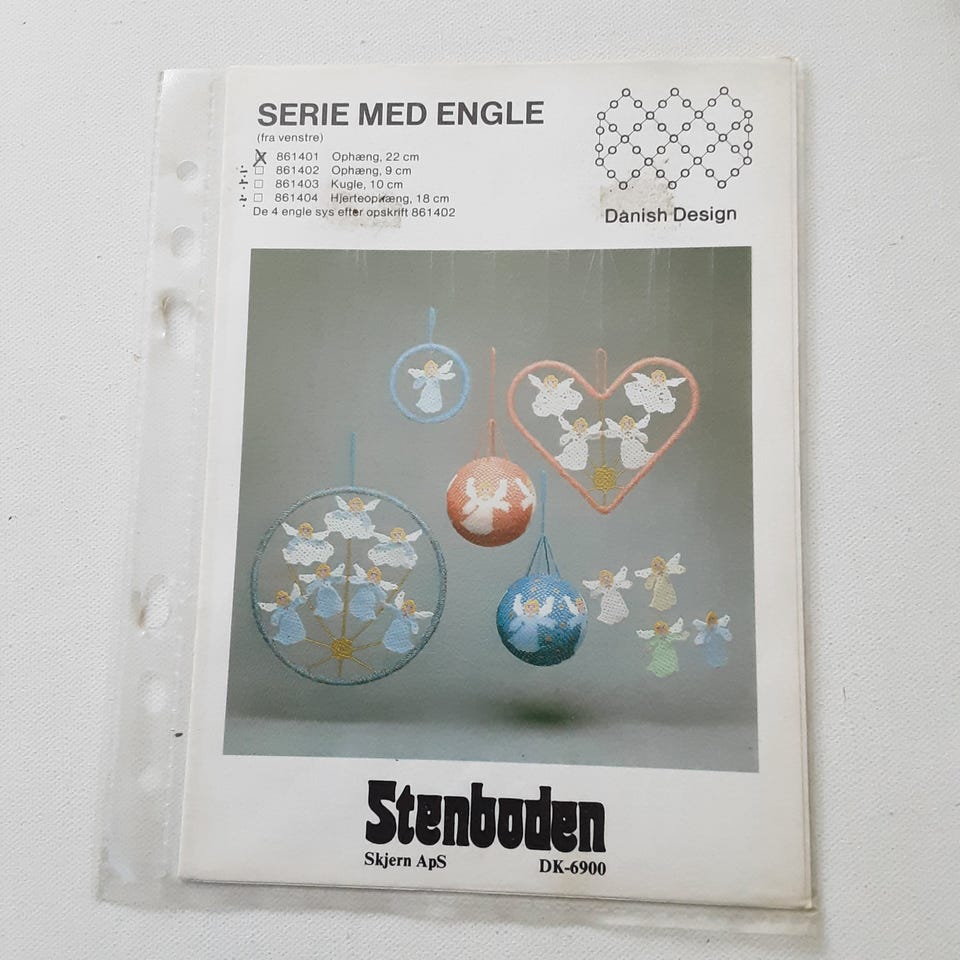 SERIE MED ENGLE
(fra venstre)
861401 Ophæng, 22 cm
861402 Ophæng, 9 cm
861403 Kugle, 10 cm
861404 Hjerteophæng, 18 cm
De 4 engle sys efter opskrift 861402
Danish Design
Stenboden
Skjern ApS DK-6900